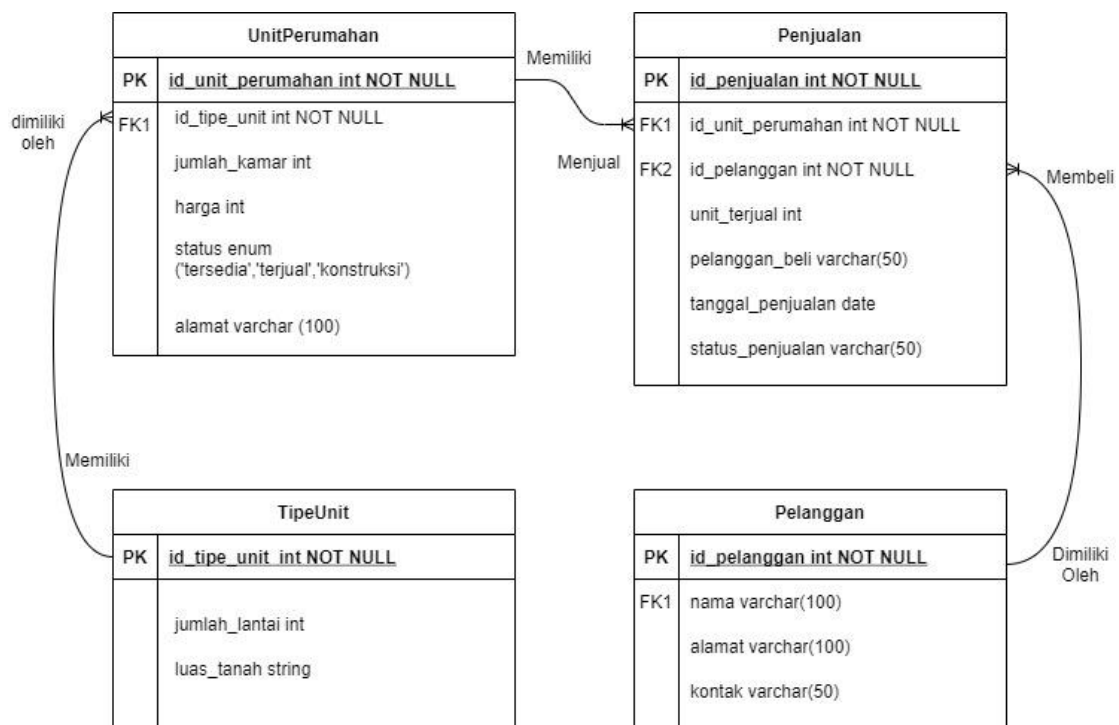 UnitPerumahan
PK id_unit_perumahan int NOT NULL
FK1 id_tipe_unit int NOT NULL
jumlah_kamar int
harga int
status enum
('tersedia','terjual','konstruksi')
alamat varchar (100)
Memiliki
Menjual
Penjualan
PK id_penjualan int NOT NULL
FK1 id_unit_perumahan int NOT NULL
FK2 id_pelanggan int NOT NULL
unit_terjual int
pelanggan_beli varchar(50)
tanggal_penjualan date
status_penjualan varchar(50)
Membeli
dimiliki
oleh
Memiliki
TipeUnit
PK id_tipe_unit int NOT NULL
jumlah_lantai int
luas_tanah string
Pelanggan
PK id_pelanggan int NOT NULL
FK1 nama varchar(100)
alamat varchar(100)
kontak varchar(50)
Dimiliki
Oleh